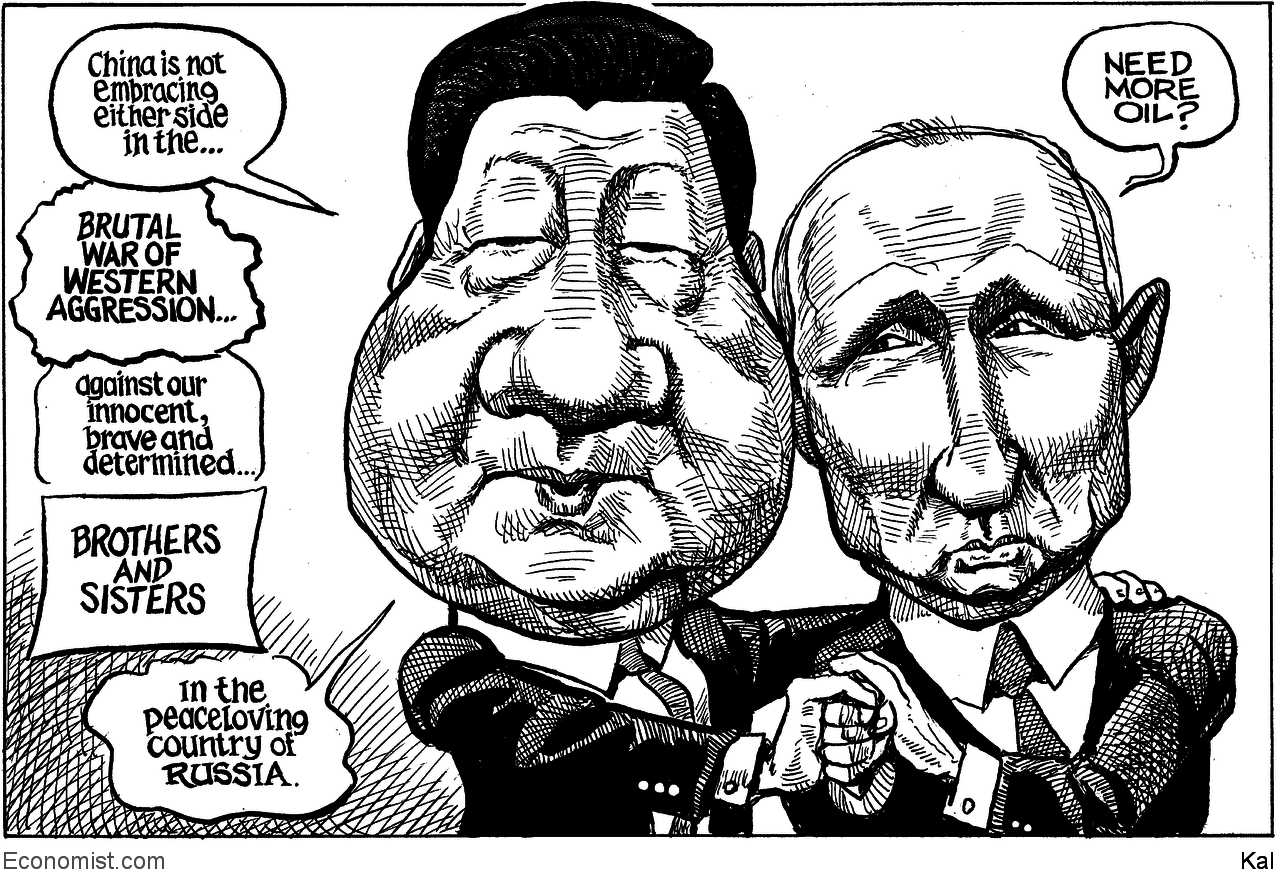 China is not
embracing
either side
in the...
BRUTAL
WAR OF
WESTERN
AGGRESSION...
against our
innocent,
brave and
determined...
BROTHERS
AND
SISTERS
in the
peaceloving
country of
RUSSIA.
NEED
MORE
OIL?
Economist.com
Kal